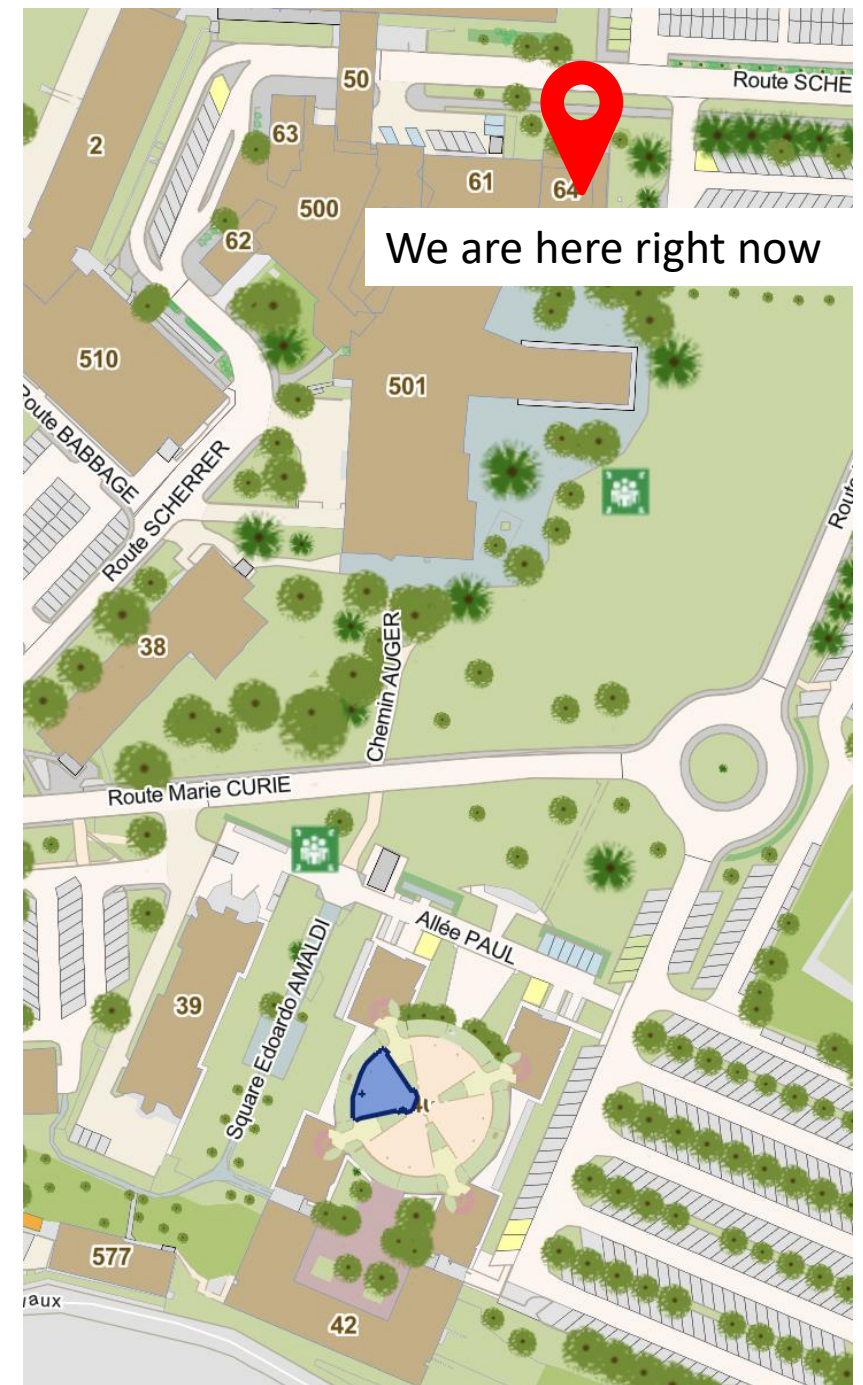 50
Route SCHE
2
63
61
64
500
62
We are here right now
510
501
Route BABBAGE
Route SCHERRER
38
Chemin AUGER
Route Marie CURIE
Allée PAUL
Square Edoardo AMALDI
39
577
42